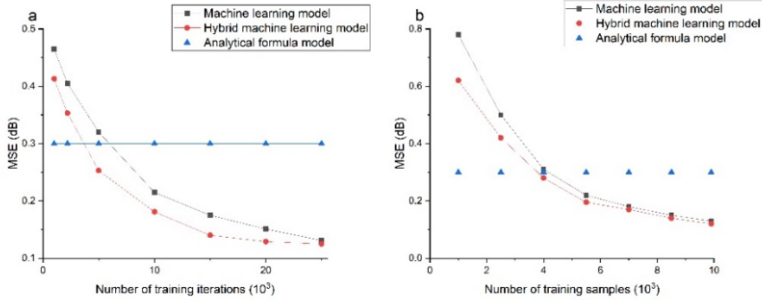 a
Machine learning model
Hybrid machine learning model
Analytical formula model
0.5
0.4
0.3
0.2
0.1
MSE (dB)
0
10
20
Number of training iterations (10³)
b
Machine learning model
Hybrid machine learning model
Analytical formula model
0.8
0.6
0.4
0.2
0.0
MSE (dB)
0
2
4
6
8
10
Number of training samples (10³)